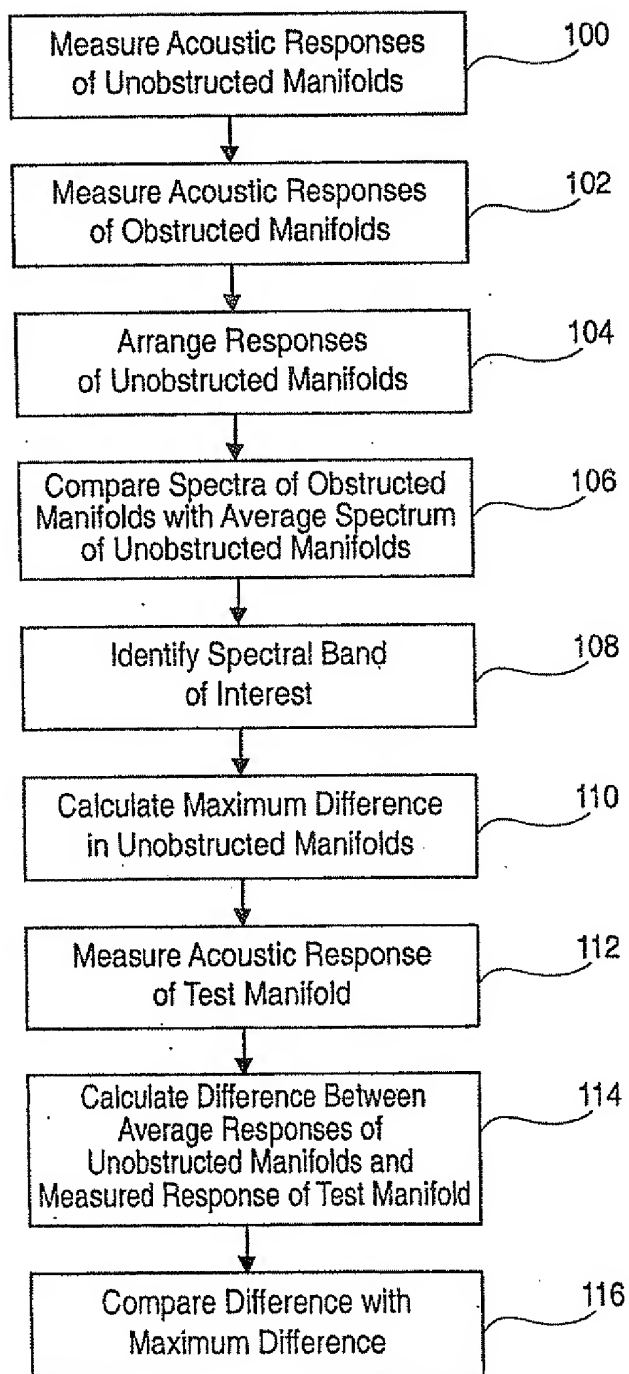 Measure Acoustic Responses
of Unobstructed Manifolds
100
Measure Acoustic Responses
of Obstructed Manifolds
102
Arrange Responses
of Unobstructed Manifolds
104
Compare Spectra of Obstructed
Manifolds with Average Spectrum
of Unobstructed Manifolds
106
Identify Spectral Band
of Interest
108
Calculate Maximum Difference
in Unobstructed Manifolds
110
Measure Acoustic Response
of Test Manifold
112
Calculate Difference Between
Average Responses of
Unobstructed Manifolds and
Measured Response of Test Manifold
114
Compare Difference with
Maximum Difference
116